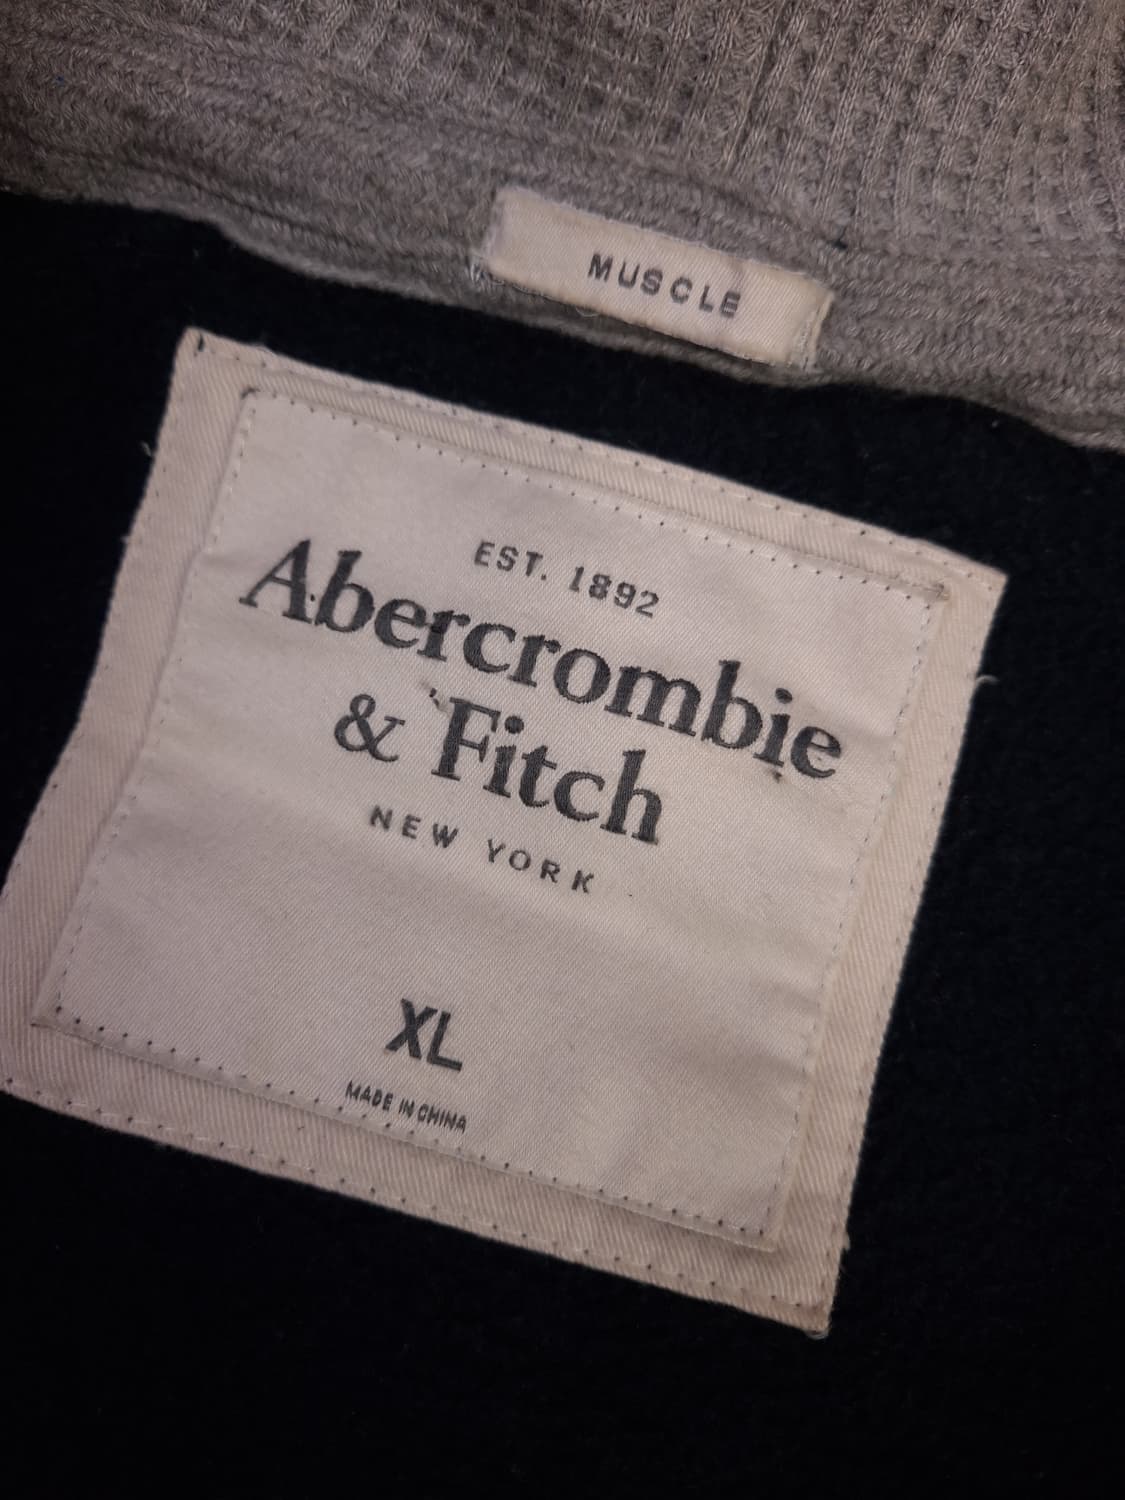 MUSCLE
EST. 1892
Abercrombie
& Fitch
NEW YORK
XL
MADE IN CHINA